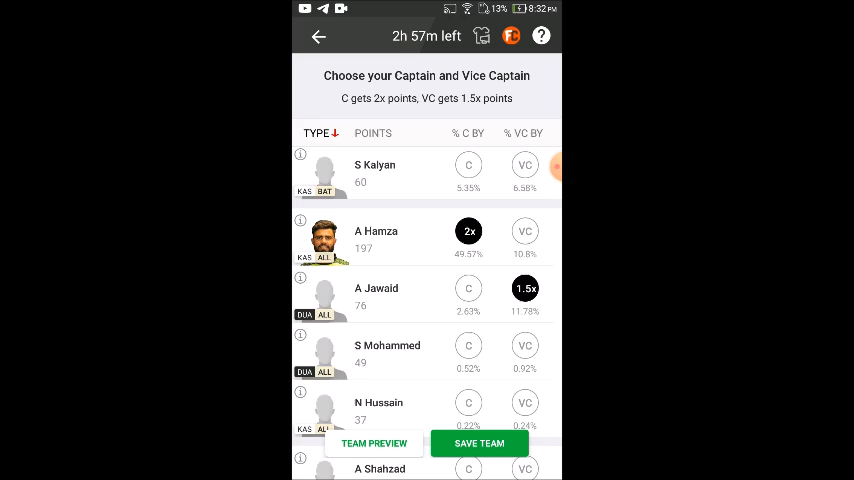 13% 8:32 PM
2h 57m left FC ?
Choose your Captain and Vice Captain
C gets 2x points, VC gets 1.5x points
TYPE POINTS % C BY % VC BY
S Kalyan
60
C VC
5.35% 6.58%
KAS BAT
A Hamza
197
2x VC
49.57% 10.8%
KAS ALL
A Jawaid
76
C 1.5x
2.63% 11.78%
DUA ALL
S Mohammed
49
C VC
0.52% 0.92%
DUA ALL
N Hussain
37
C VC
0.22% 0.24%
KAS ALL
TEAM PREVIEW SAVE TEAM
A Shahzad C VC